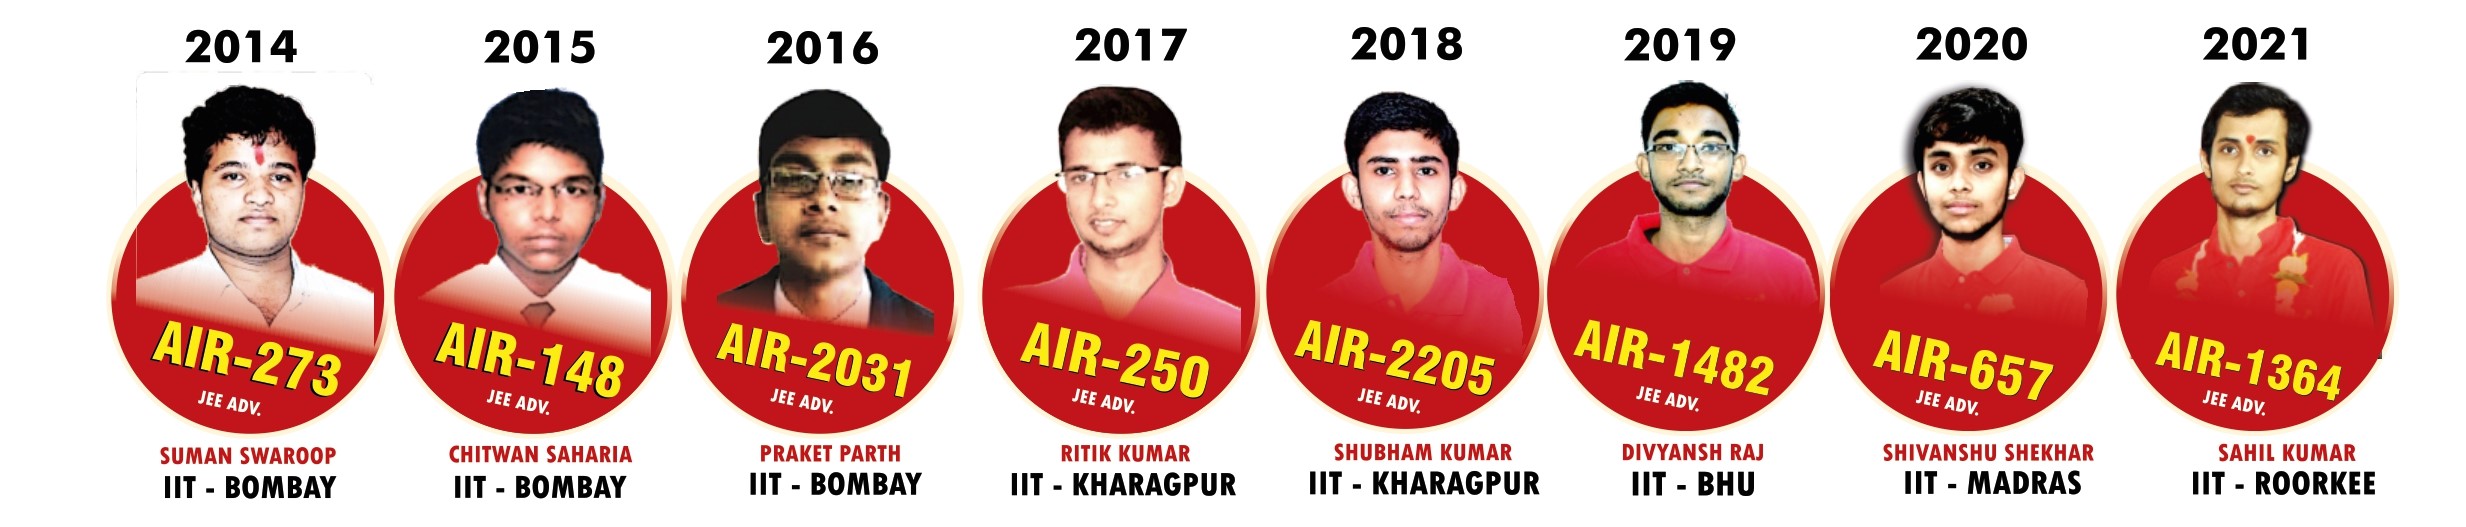 2014
AIR-273
JEE ADV.
SUMAN SWAROOP
IIT - BOMBAY
2015
AIR-148
JEE ADV.
CHITWAN SAHARIA
IIT - BOMBAY
2016
AIR-2031
JEE ADV.
PRAKET PARTH
IIT - BOMBAY
2017
AIR-250
JEE ADV.
RITIK KUMAR
IIT - KHARAGPUR
2018
AIR-2205
JEE ADV.
SHUBHAM KUMAR
IIT - KHARAGPUR
2019
AIR-1482
JEE ADV.
DIVYANSH RAJ
IIT - BHU
2020
AIR-657
JEE ADV.
SHIVANSHU SHEKHAR
IIT - MADRAS
2021
AIR-1364
JEE ADV.
SAHIL KUMAR
IIT - ROORKEE